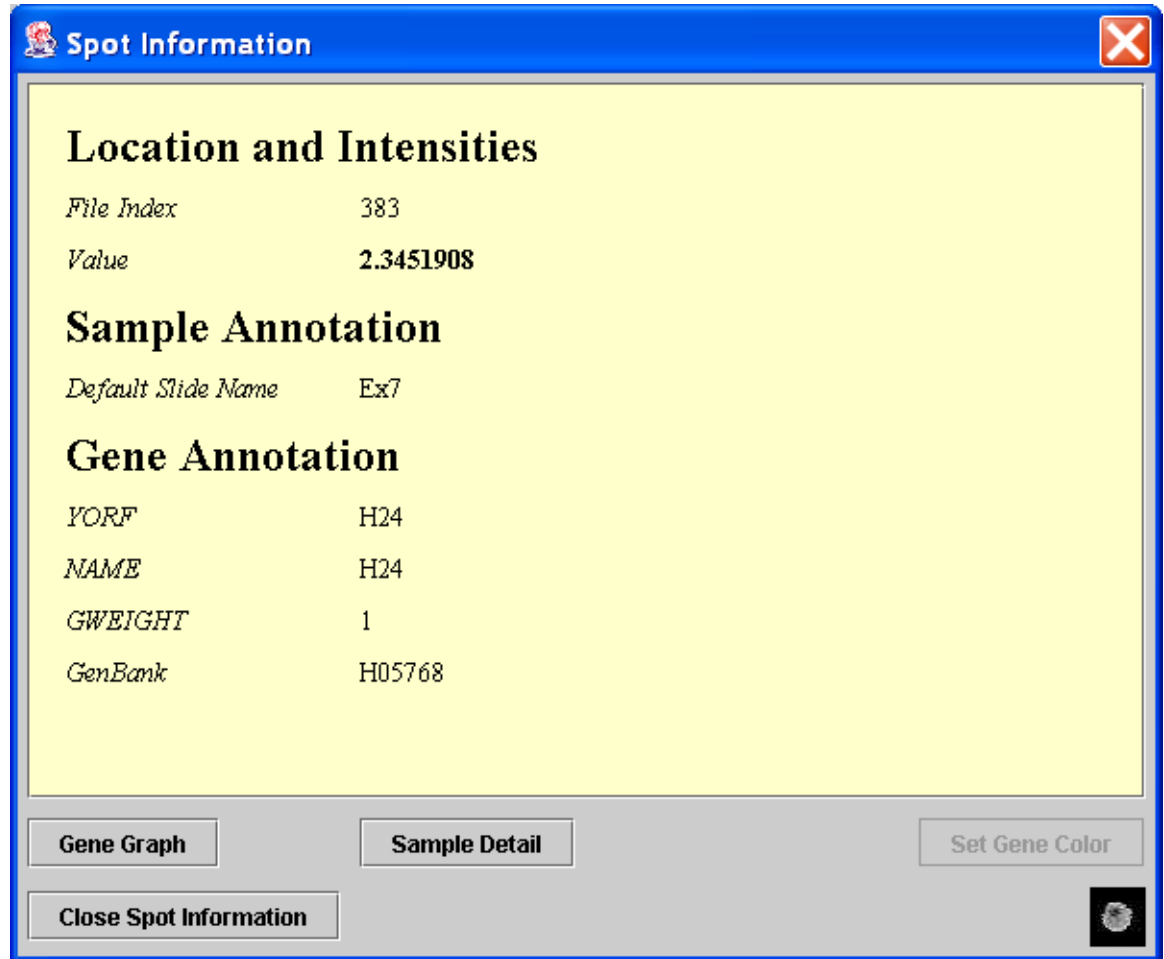 Spot Information
Location and Intensities
File Index 383
Value 2.3451908
Sample Annotation
Default Slide Name Ex7
Gene Annotation
YORF H24
NAME H24
GWEIGHT 1
GenBank H05768
Gene Graph Sample Detail Set Gene Color
Close Spot Information